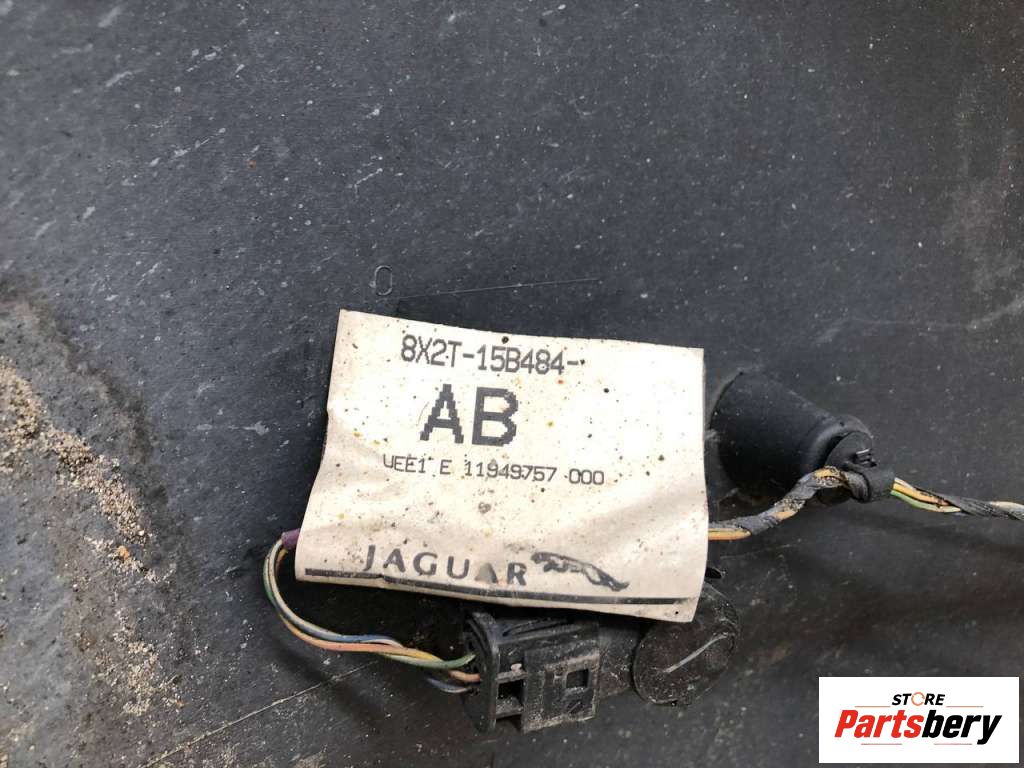 8X2T-15B484-
AB
UEE1 E 11949757 000
JAGUAR
STORE
Partsbery